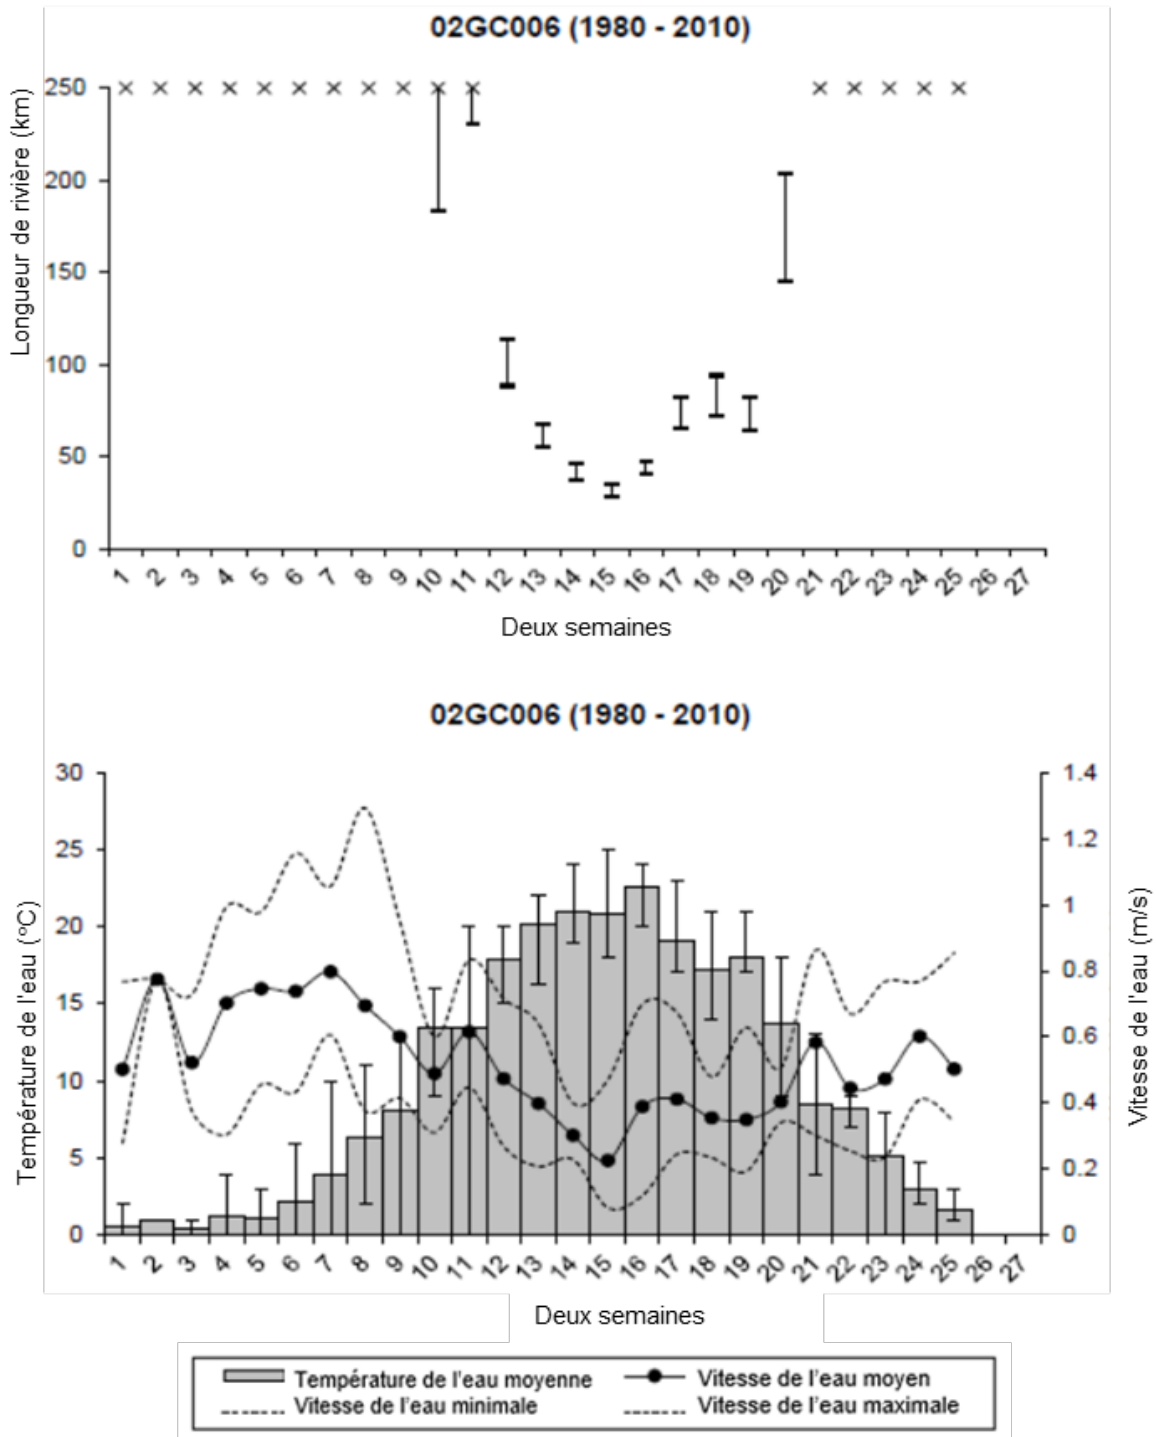 02GC006 (1980 - 2010)
Longueur de rivière (km)
250
200
150
100
50
0
1 2 3 4 5 6 7 8 9 10 11 12 13 14 15 16 17 18 19 20 21 22 23 24 25 26 27
Deux semaines
02GC006 (1980 - 2010)
Température de l'eau (°C)
30
25
20
15
10
5
0
1.4
1.2
1
0.8
0.6
0.4
0.2
0
Vitesse de l'eau (m/s)
1 2 3 4 5 6 7 8 9 10 11 12 13 14 15 16 17 18 19 20 21 22 23 24 25 26 27
Deux semaines
Température de l'eau moyenne Vitesse de l'eau moyen
Vitesse de l'eau minimale Vitesse de l'eau maximale